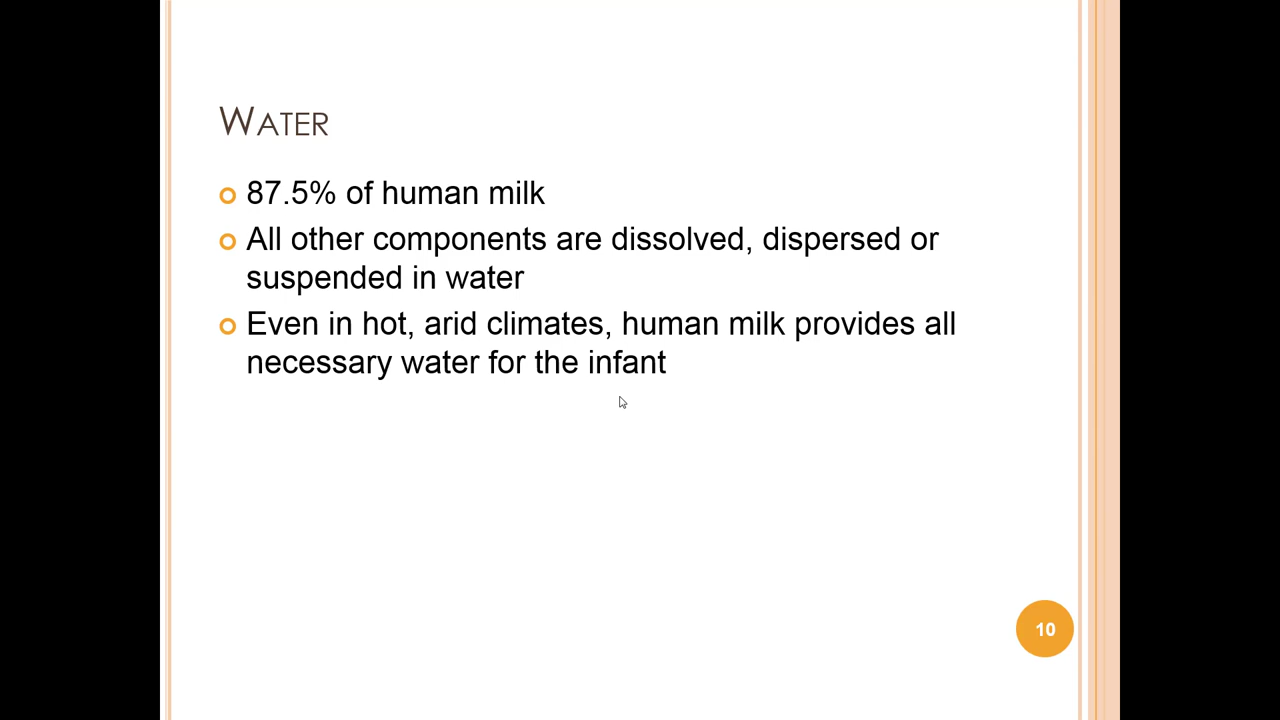 Water
87.5% of human milk
All other components are dissolved, dispersed or
suspended in water
Even in hot, arid climates, human milk provides all
necessary water for the infant
10